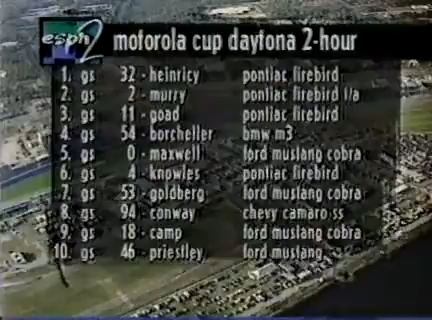 espn2 motorola cup daytona 2-hour
1. gs 32 - heinricy pontiac firebird
2. gs 2 - murry pontiac firebird t/a
3. gs 11 - goad pontiac firebird
4. gs 54 - borcheller bmw m3
5. gs 0 - maxwell ford mustang cobra
6. gs 4 - knowles pontiac firebird
7. gs 53 - goldberg ford mustang cobra
8. gs 94 - conway chevy camaro ss
9. gs 18 - camp ford mustang cobra
10. gs 46 - priestley ford mustang